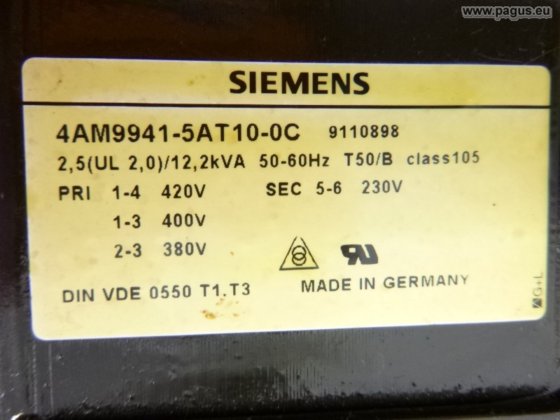 www.pagus.eu
SIEMENS
4AM9941-5AT10-0C 9110898
2,5(UL 2,0)/12,2kVA 50-60Hz T50/B class105
PRI 1-4 420V SEC 5-6 230V
1-3 400V
2-3 380V
DIN VDE 0550 T1.T3 MADE IN GERMANY
G+L